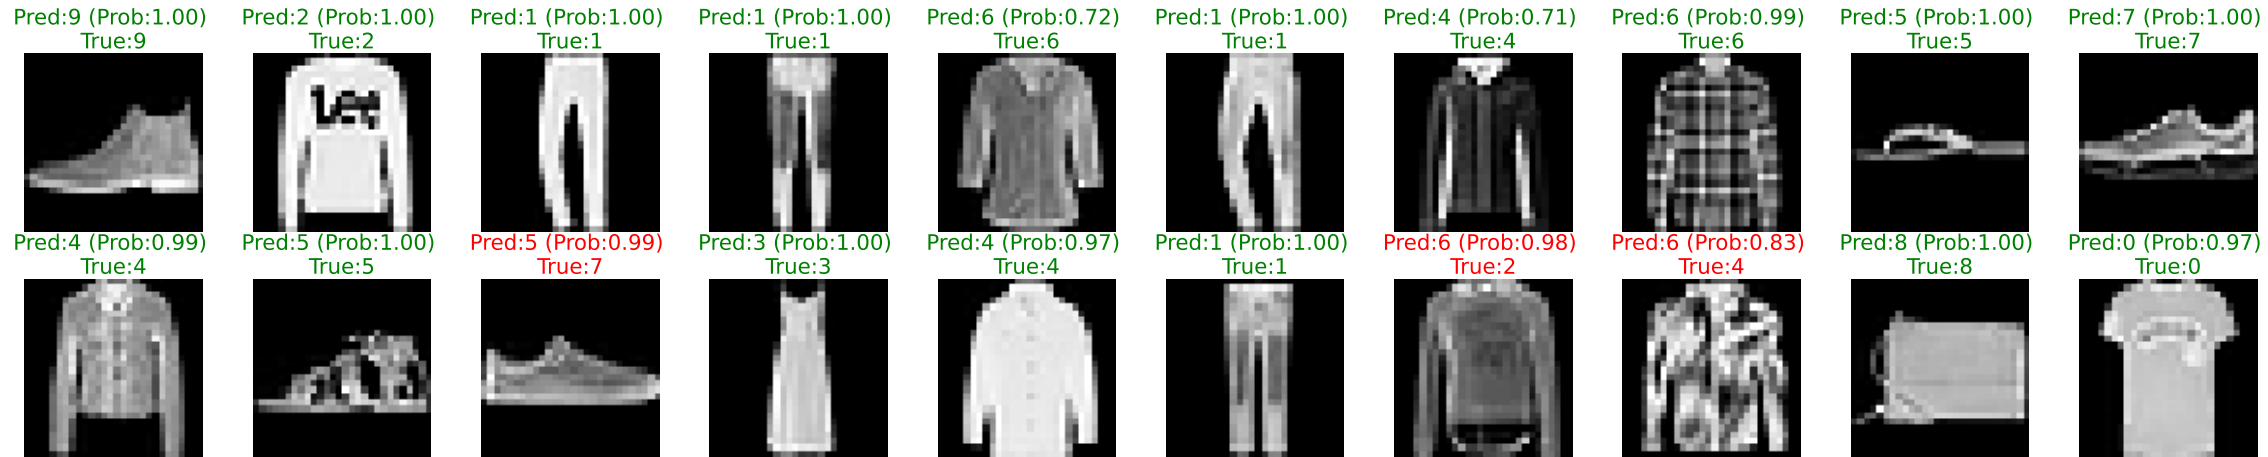 Pred:9 (Prob:1.00)
True:9
Pred:2 (Prob:1.00)
True:2
Pred:1 (Prob:1.00)
True:1
Pred:1 (Prob:1.00)
True:1
Pred:6 (Prob:0.72)
True:6
Pred:1 (Prob:1.00)
True:1
Pred:4 (Prob:0.71)
True:4
Pred:6 (Prob:0.99)
True:6
Pred:5 (Prob:1.00)
True:5
Pred:7 (Prob:1.00)
True:7
Lee
Pred:4 (Prob:0.99)
True:4
Pred:5 (Prob:1.00)
True:5
Pred:5 (Prob:0.99)
True:7
Pred:3 (Prob:1.00)
True:3
Pred:4 (Prob:0.97)
True:4
Pred:1 (Prob:1.00)
True:1
Pred:6 (Prob:0.98)
True:2
Pred:6 (Prob:0.83)
True:4
Pred:8 (Prob:1.00)
True:8
Pred:0 (Prob:0.97)
True:0